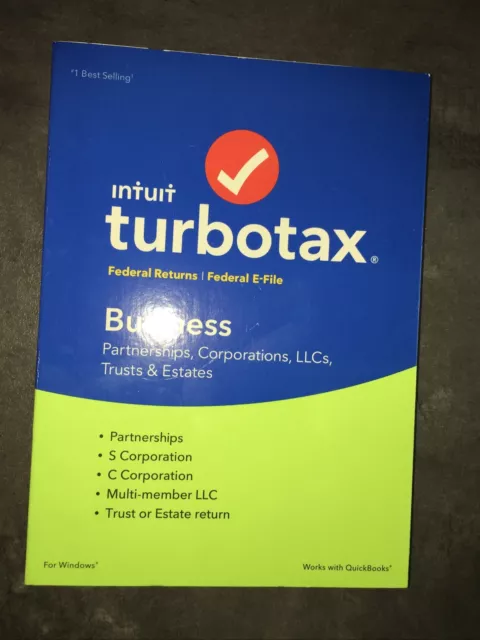 #1 Best Selling†
intuit
turbotax®
Federal Returns | Federal E-File
Business
Partnerships, Corporations, LLCs,
Trusts & Estates
• Partnerships
• S Corporation
• C Corporation
• Multi-member LLC
• Trust or Estate return
For Windows*
Works with QuickBooks*